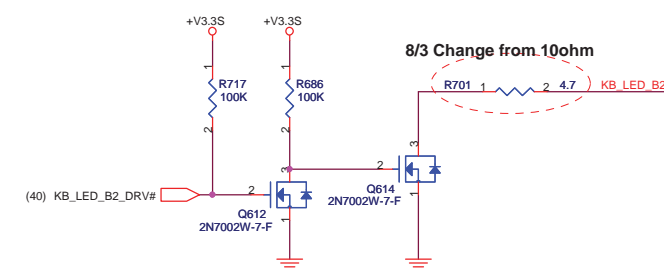 +V3.3S
+V3.3S
8/3 Change from 10ohm
1
R717
100K
2
1
R686
100K
2
R701 1 2 4.7 KB_LED_B2
(40) KB_LED_B2_DRV#
2
3
1
Q612
2N7002W-7-F
2
3
1
Q614
2N7002W-7-F